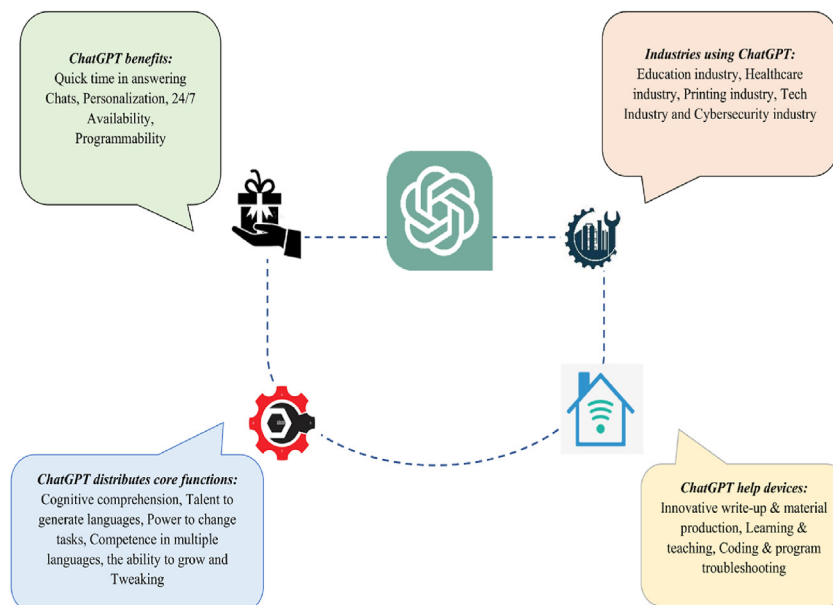 ChatGPT benefits:
Quick time in answering
Chats, Personalization, 24/7
Availability,
Programmability
Industries using ChatGPT:
Education industry, Healthcare
industry, Printing industry, Tech
Industry and Cybersecurity industry
ChatGPT distributes core functions:
Cognitive comprehension, Talent to
generate languages, Power to change
tasks, Competence in multiple
languages, the ability to grow and
Tweaking
ChatGPT help devices:
Innovative write-up & material
production, Learning &
teaching, Coding & program
troubleshooting